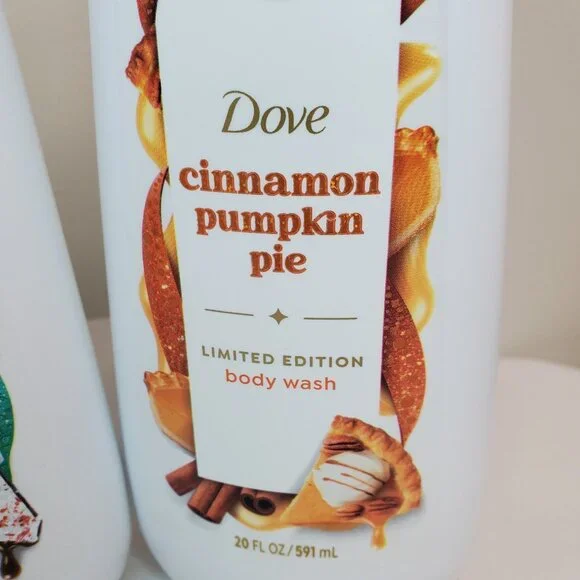 Dove
cinnamon
pumpkin
pie
LIMITED EDITION
body wash
20 FL OZ/591 mL